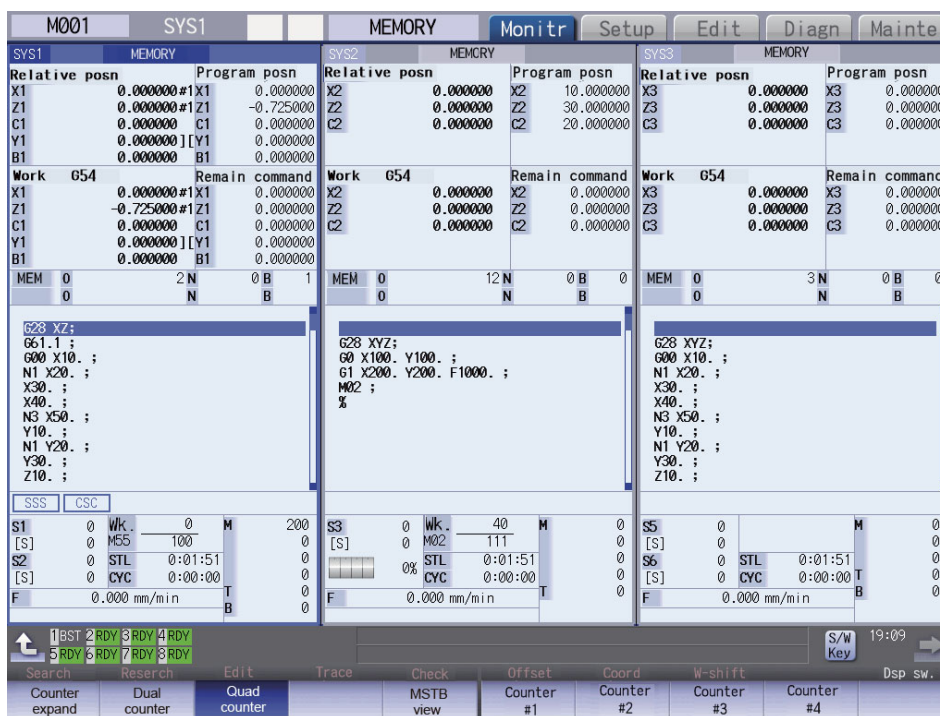 M001 SYS1 MEMORY Monitr Setup Edit Diagn Mainte
SYS1 MEMORY
Relative posn Program posn
X1 0.000000#1 X1 0.000000
Z1 0.000000#1 Z1 -0.725000
C1 0.000000 C1 0.000000
Y1 0.000000][ Y1 0.000000
B1 0.000000 B1 0.000000
Work G54 Remain command
X1 0.000000#1 X1 0.000000
Z1 -0.725000#1 Z1 0.000000
C1 0.000000 C1 0.000000
Y1 0.000000][ Y1 0.000000
B1 0.000000 B1 0.000000
MEM O 2 N 0 B 1
O N B
G28 XZ;
G61.1 ;
G00 X10. ;
N1 X20. ;
X30. ;
X40. ;
N3 X50. ;
Y10. ;
N1 Y20. ;
Y30. ;
Z10. ;
SSS CSC
S1 0 Wk. 0 M 200
[S] 0 M55 100 0
S2 0 STL 0:01:51 0
[S] 0 CYC 0:00:00 0
F 0.000 mm/min T 0
B 0
SYS2 MEMORY
Relative posn Program posn
X2 0.000000 X2 10.000000
Z2 0.000000 Z2 30.000000
C2 0.000000 C2 20.000000
Work G54 Remain command
X2 0.000000 X2 0.000000
Z2 0.000000 Z2 0.000000
C2 0.000000 C2 0.000000
MEM O 12 N 0 B 0
O N B
G28 XYZ;
G0 X100. Y100. ;
G1 X200. Y200. F1000. ;
M02 ;
%
S3 0 Wk. 40 M 0
[S] 0 M02 111 0
0% STL 0:01:51 0
CYC 0:00:00 0
F 0.000 mm/min T 0
SYS3 MEMORY
Relative posn Program posn
X3 0.000000 X3 0.00000
Z3 0.000000 Z3 0.00000
C3 0.000000 C3 0.00000
Work G54 Remain command
X3 0.000000 X3 0.00000
Z3 0.000000 Z3 0.00000
C3 0.000000 C3 0.00000
MEM O 3 N 0 B 0
O N B
G28 XYZ;
G00 X10. ;
N1 X20. ;
X30. ;
X40. ;
N3 X50. ;
Y10. ;
N1 Y20. ;
Y30. ;
Z10. ;
S5 0 M 0
[S] 0 0
S6 0 STL 0:01:51 0
[S] 0 CYC 0:00:00 T 0
F 0.000 mm/min B 0
1 BST 2 RDY 3 RDY 4 RDY
5 RDY 6 RDY 7 RDY 8 RDY
S/W Key 19:09
Search Reserch Edit Trace Check Offset Coord W-shift Dsp sw.
Counter expand Dual counter Quad counter MSTB view Counter #1 Counter #2 Counter #3 Counter #4